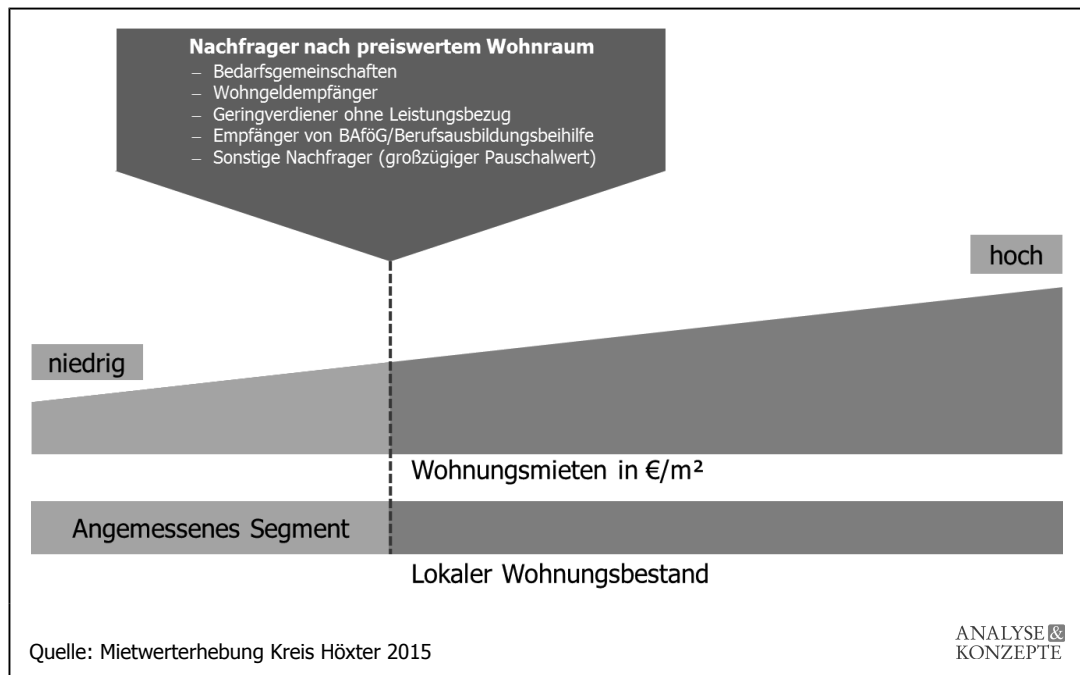 Nachfrager nach preiswertem Wohnraum
– Bedarfsgemeinschaften
– Wohngeldempfänger
– Geringverdiener ohne Leistungsbezug
– Empfänger von BAföG/Berufsausbildungsbeihilfe
– Sonstige Nachfrager (großzügiger Pauschalwert)
hoch
niedrig
Wohnungsmieten in €/m²
Angemessenes Segment
Lokaler Wohnungsbestand
Quelle: Mietwerterhebung Kreis Höxter 2015
ANALYSE &
KONZEPTE